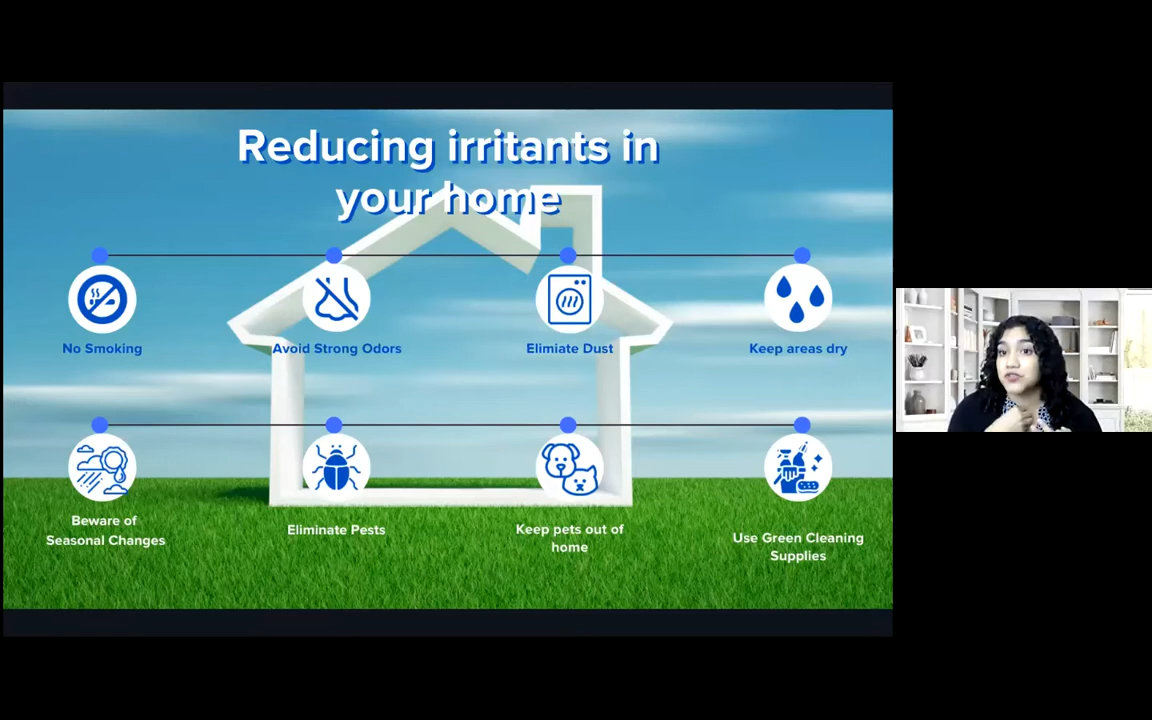 Reducing irritants in
your home
No Smoking
Avoid Strong Odors
Elimiate Dust
Keep areas dry
Beware of
Seasonal Changes
Eliminate Pests
Keep pets out of
home
Use Green Cleaning
Supplies